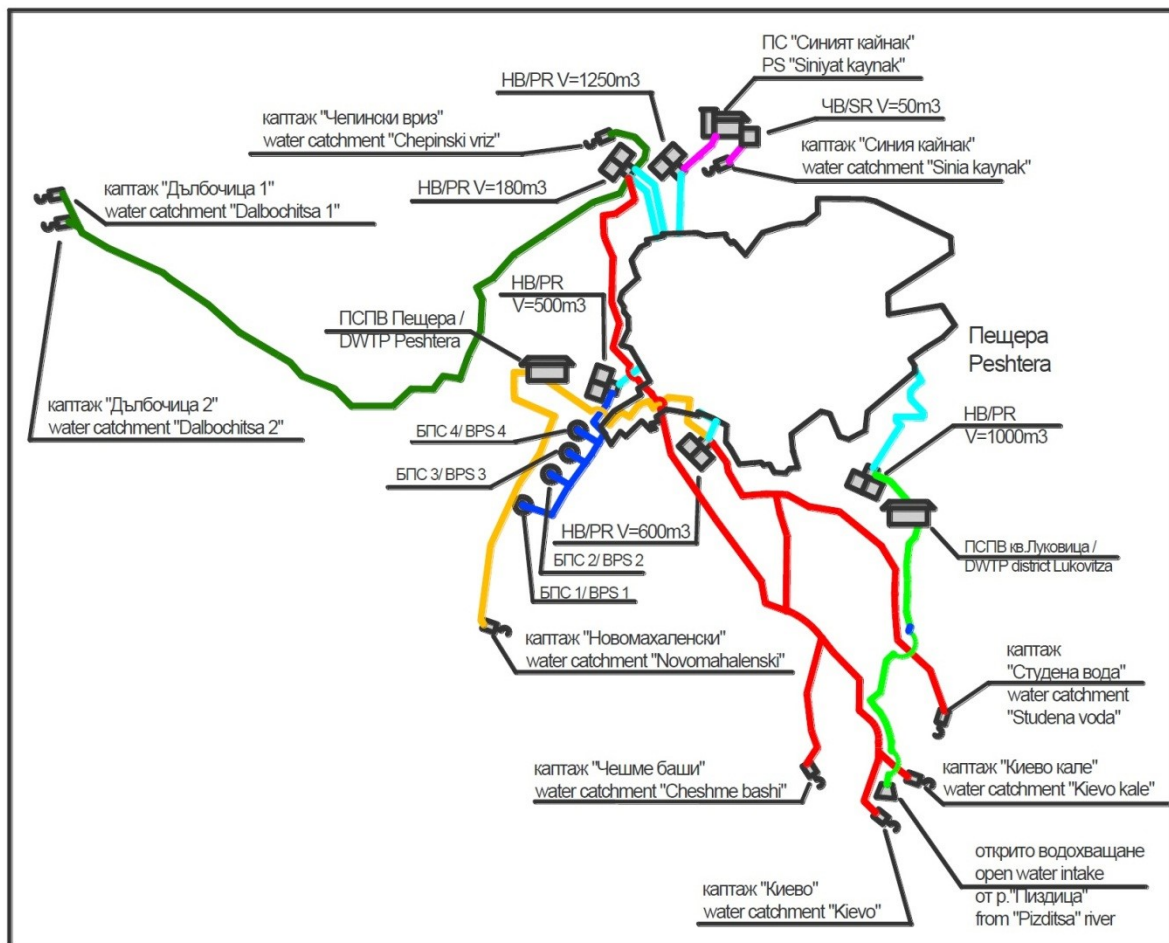 ПС "Синият кайнак"
PS "Siniyat kaynak"
НВ/PR V=1250m3
ЧВ/SR V=50m3
каптаж "Чепински вриз"
water catchment "Chepinski vriz"
каптаж "Синия кайнак"
water catchment "Sinia kaynak"
каптаж "Дълбочица 1"
water catchment "Dalbochitsa 1"
НВ/PR V=180m3
НВ/PR
V=500m3
ПСПВ Пещера /
DWTP Peshtera
Пещера
Peshtera
каптаж "Дълбочица 2"
water catchment "Dalbochitsa 2"
НВ/PR
V=1000m3
БПС 4/ BPS 4
БПС 3/ BPS 3
НВ/PR V=600m3
БПС 2/ BPS 2
БПС 1/ BPS 1
ПСПВ кв.Луковица /
DWTP district Lukovitza
каптаж "Новомахаленски"
water catchment "Novomahalenski"
каптаж
"Студена вода"
water catchment
"Studena voda"
каптаж "Чешме баши"
water catchment "Cheshme bashi"
каптаж "Киево кале"
water catchment "Kievo kale"
каптаж "Киево"
water catchment "Kievo"
открито водохващане
open water intake
от р."Пиздица"
from "Pizditsa" river